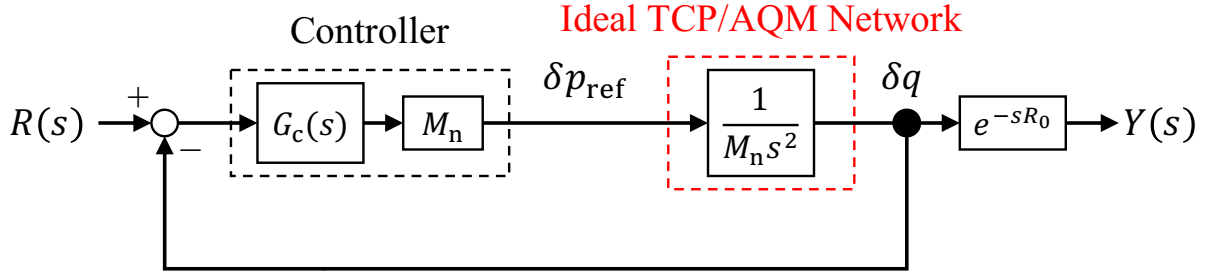 Ideal TCP/AQM Network
Controller
R(s)
+
−
G_c(s)
M_n
δp_ref
1
M_n s^2
δq
e^{-sR_0}
Y(s)